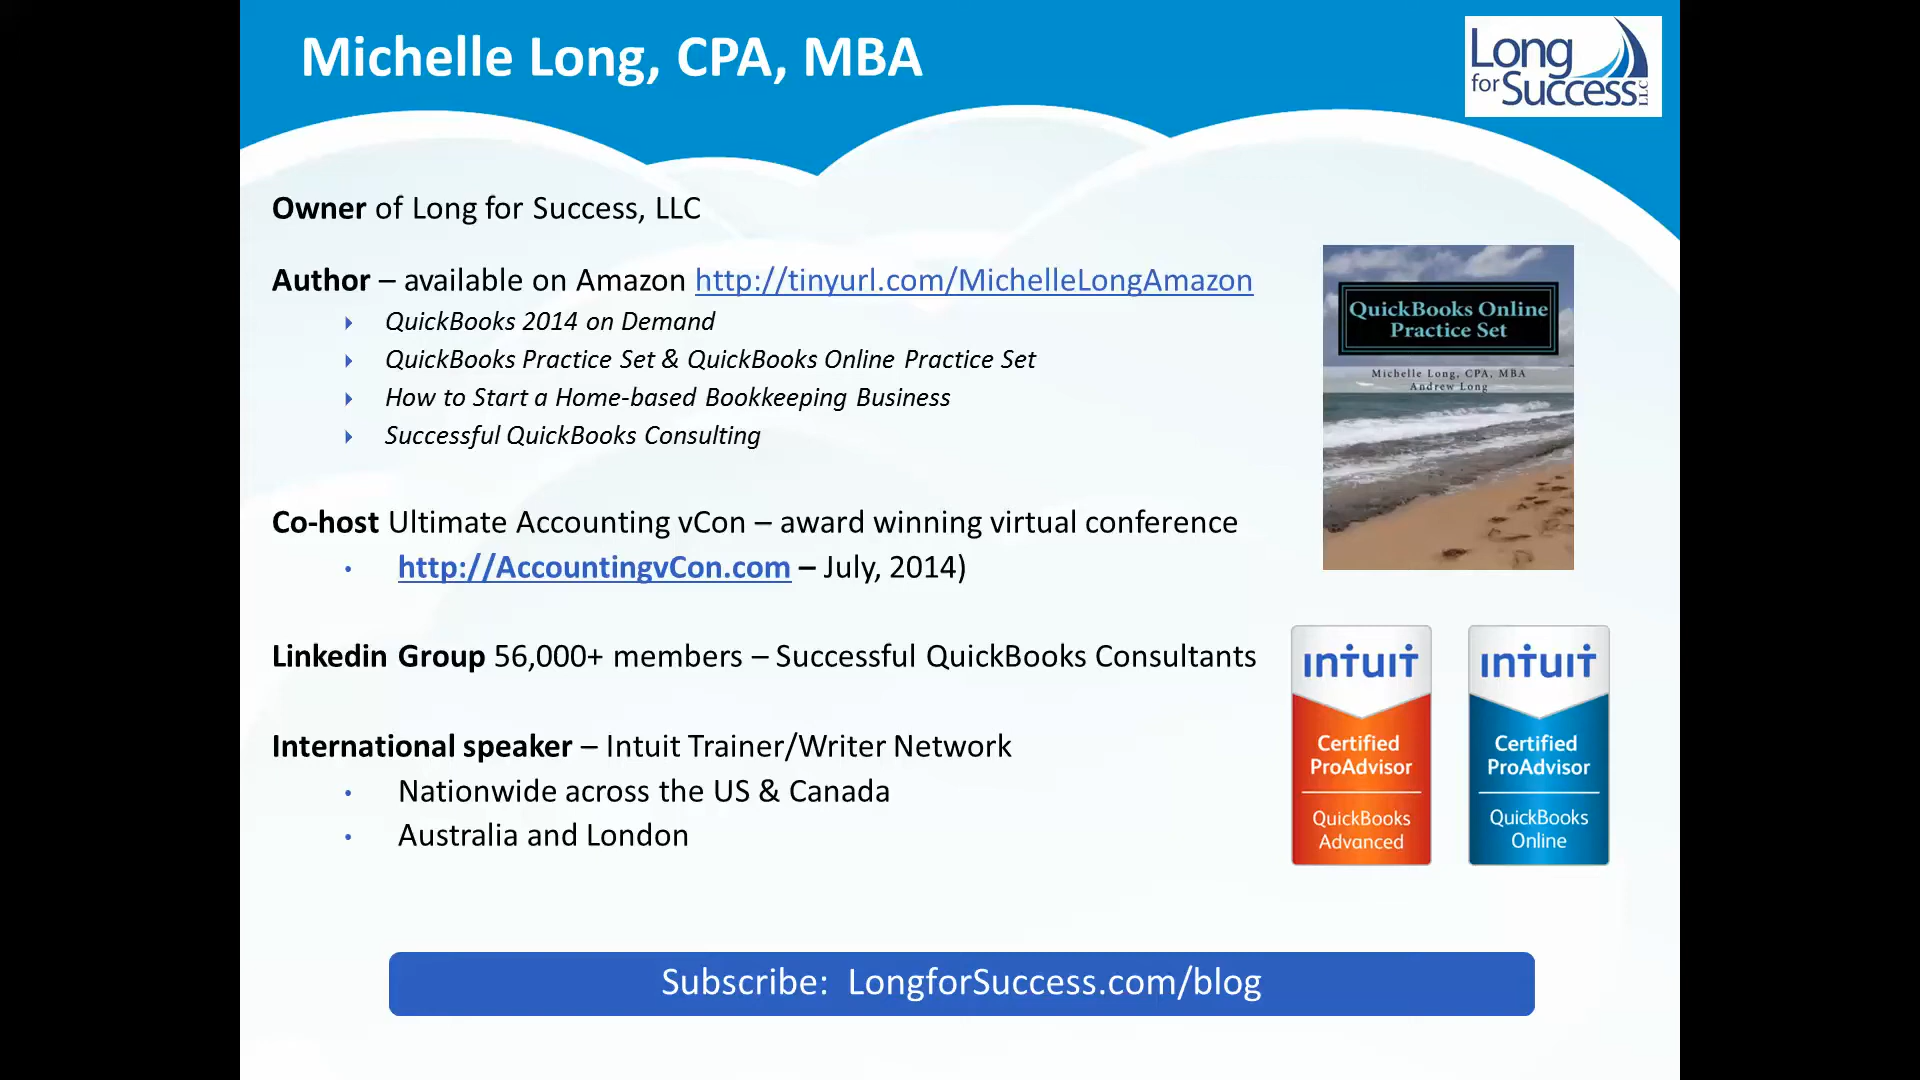 Michelle Long, CPA, MBA
Long
for Success LLC
Owner of Long for Success, LLC
Author – available on Amazon http://tinyurl.com/MichelleLongAmazon
QuickBooks 2014 on Demand
QuickBooks Practice Set & QuickBooks Online Practice Set
How to Start a Home-based Bookkeeping Business
Successful QuickBooks Consulting
QuickBooks Online
Practice Set
Michelle Long, CPA, MBA
Andrew Long
Co-host Ultimate Accounting vCon – award winning virtual conference
http://AccountingvCon.com – July, 2014)
Linkedin Group 56,000+ members – Successful QuickBooks Consultants
International speaker – Intuit Trainer/Writer Network
Nationwide across the US & Canada
Australia and London
intuit
Certified
ProAdvisor
QuickBooks
Advanced
intuit
Certified
ProAdvisor
QuickBooks
Online
Subscribe: LongforSuccess.com/blog